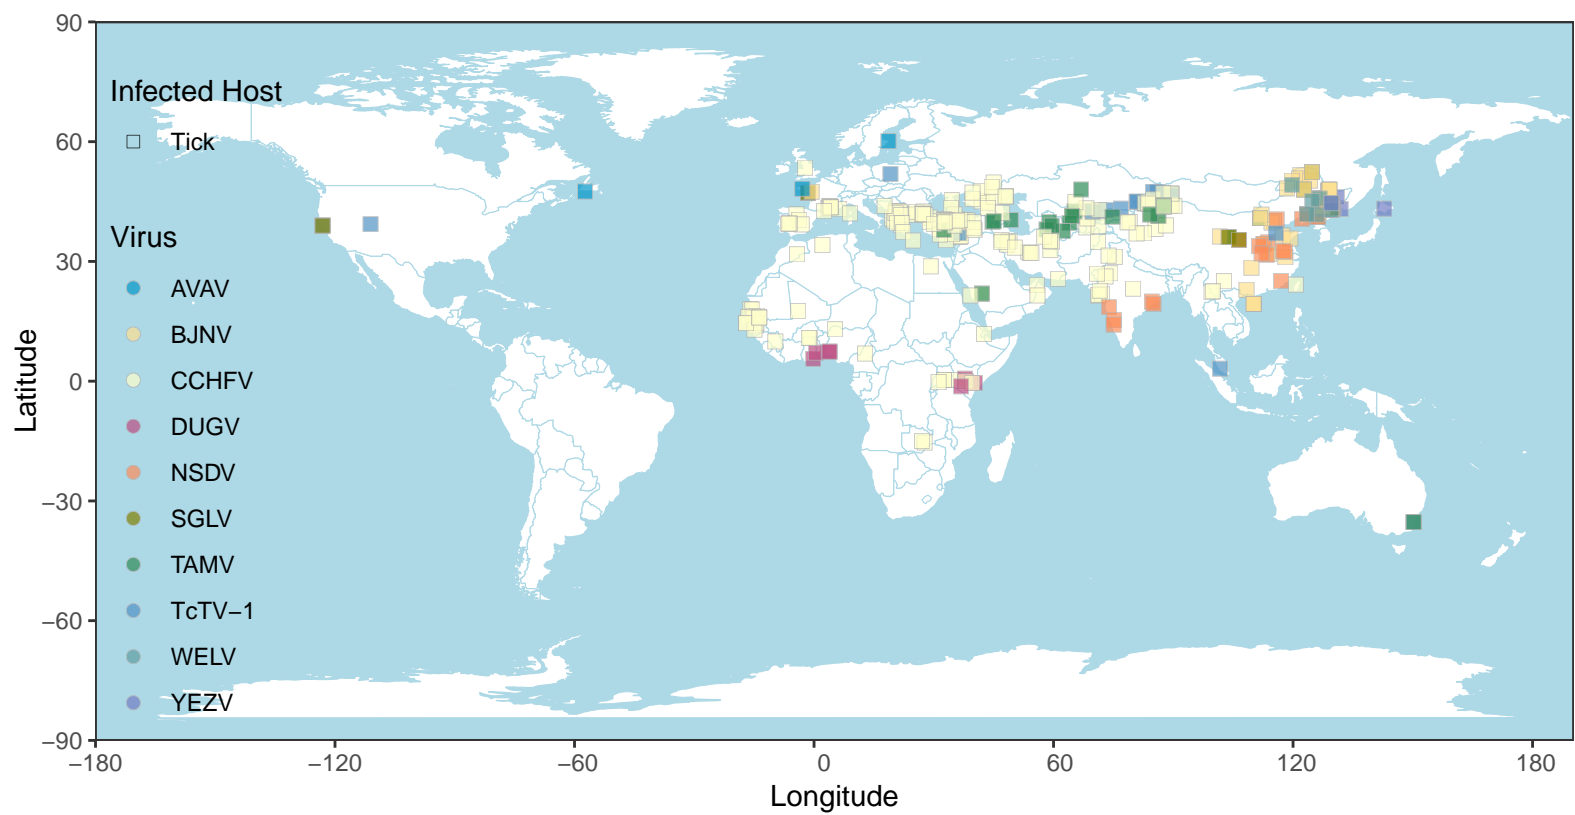 90
60
30
0
−30
−60
−90
Latitude
Infected Host
Tick
Virus
AVAV
BJNV
CCHFV
DUGV
NSDV
SGLV
TAMV
TcTV−1
WELV
YEZV
−180 −120 −60 0 60 120 180
Longitude